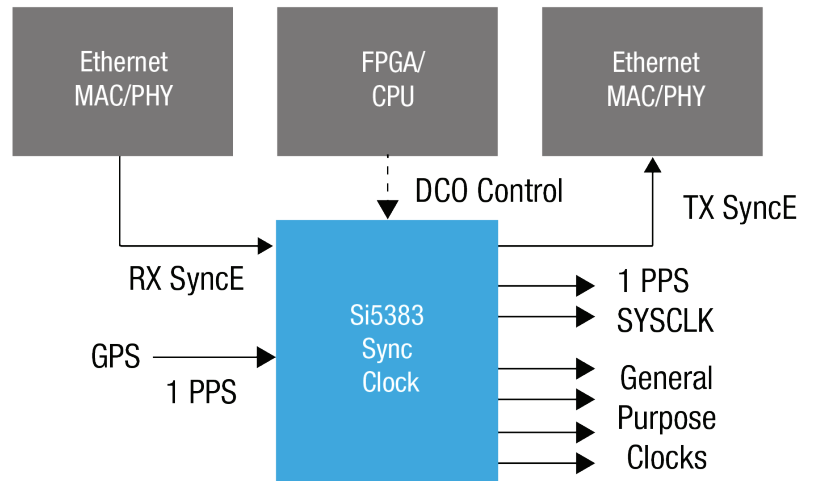 Ethernet
MAC/PHY
FPGA/
CPU
Ethernet
MAC/PHY
DCO Control
TX SyncE
RX SyncE
Si5383
Sync
Clock
GPS
1 PPS
1 PPS
SYSCLK
General
Purpose
Clocks